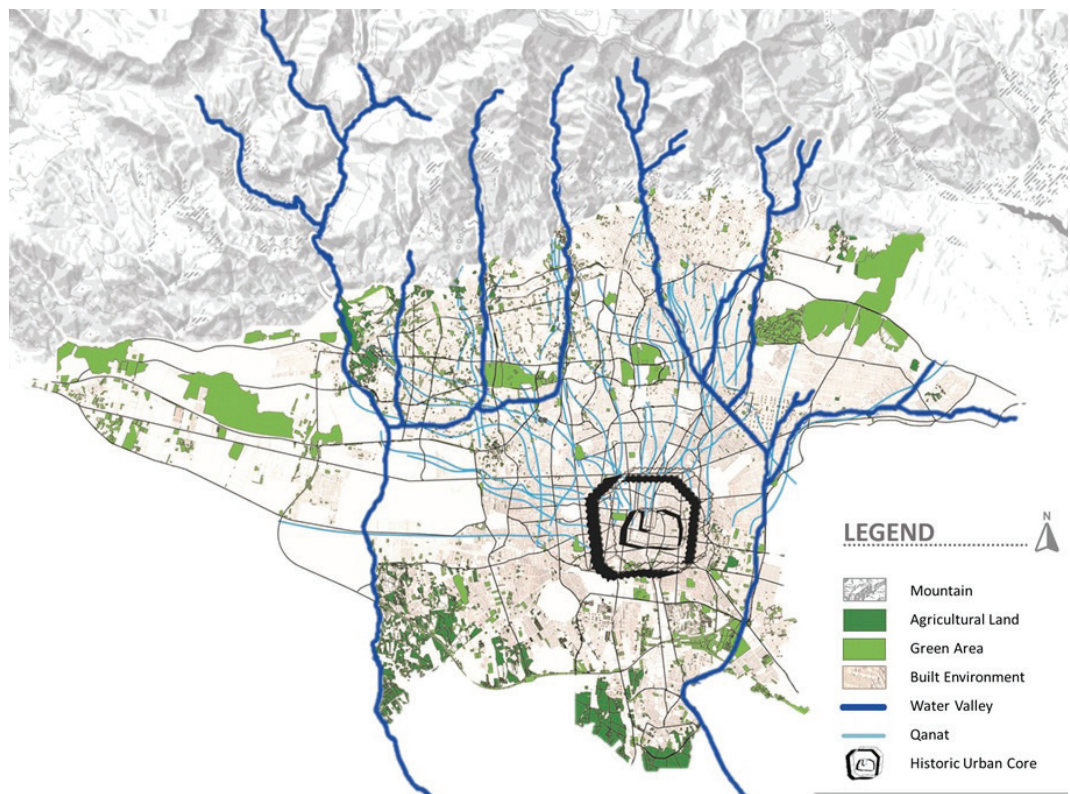 N
LEGEND
Mountain
Agricultural Land
Green Area
Built Environment
Water Valley
Qanat
Historic Urban Core